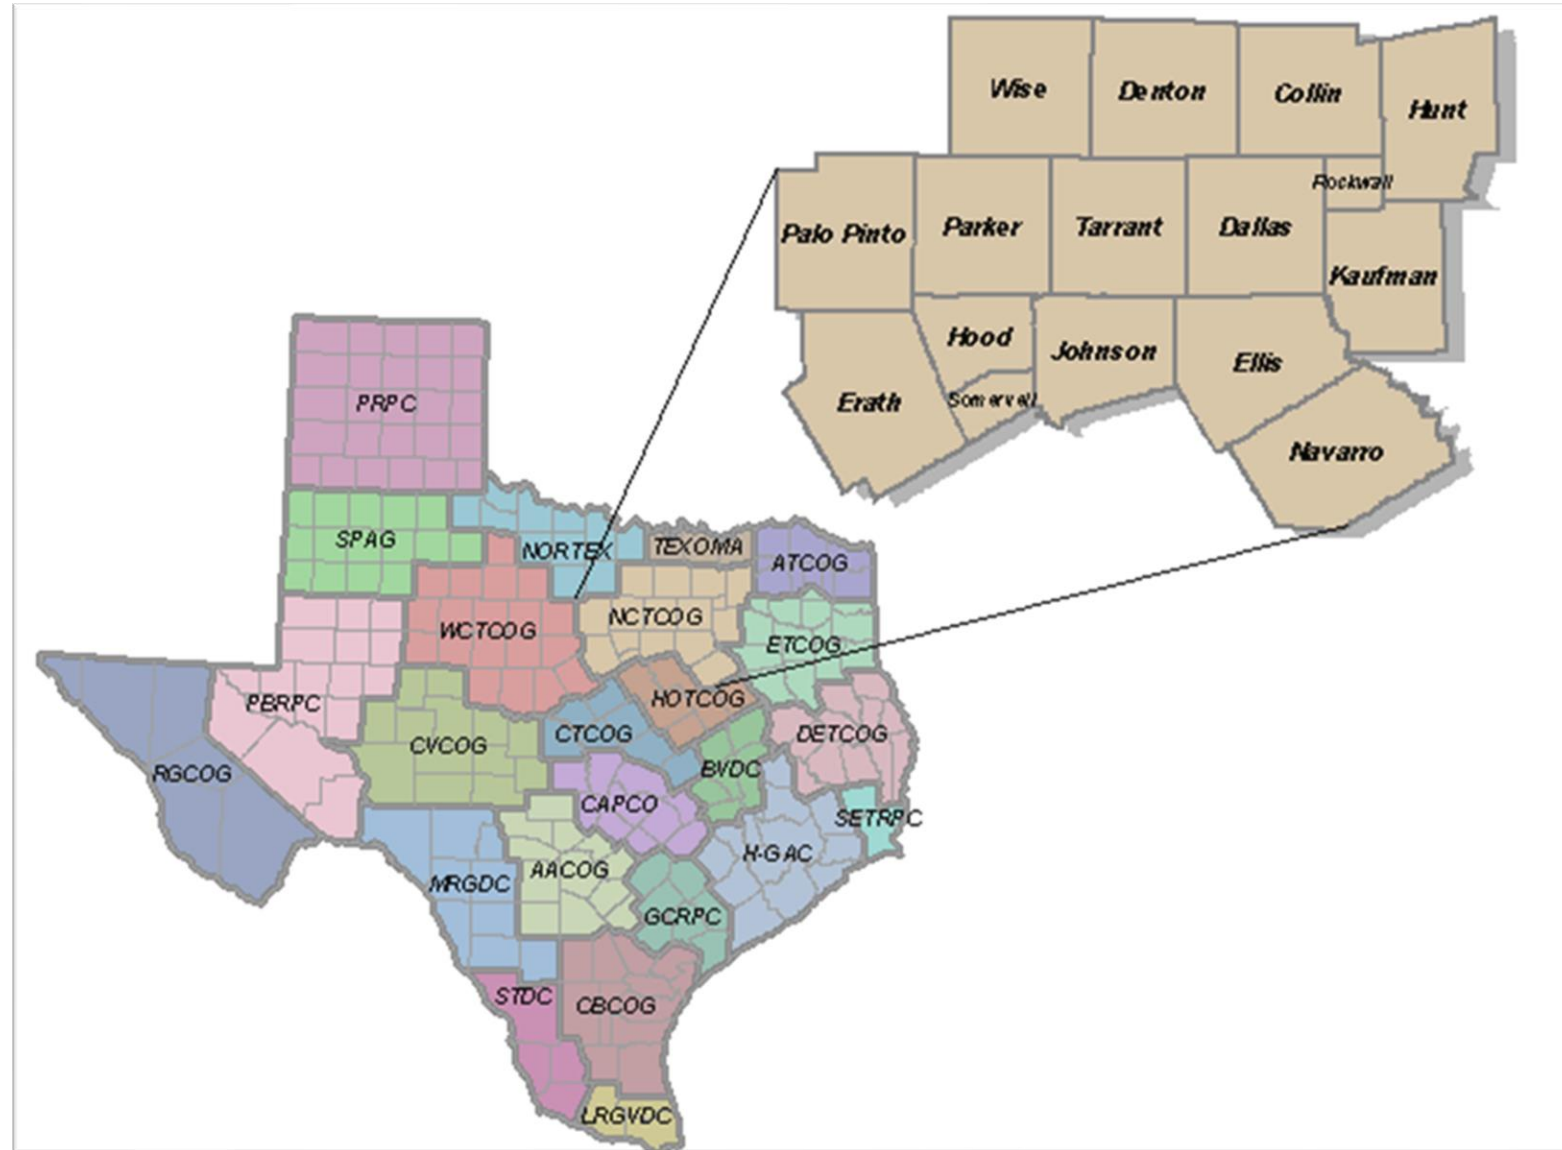 Wise
Denton
Collin
Hunt
Rockwall
Palo Pinto
Parker
Tarrant
Dallas
Kaufman
Hood
Johnson
Ellis
Erath
Somervell
Navarro
PRPC
SPAG
NORTEX
TEXOMA
ATCOG
WCTCOG
NCTCOG
ETCOG
PBRPC
HOTCOG
RGCOG
CVCOG
CTCOG
DETCOG
BVDC
CAPCO
SETRPC
MRGDC
AACOG
H-GAC
GCRPC
STDC
CBCOG
LRGVDC